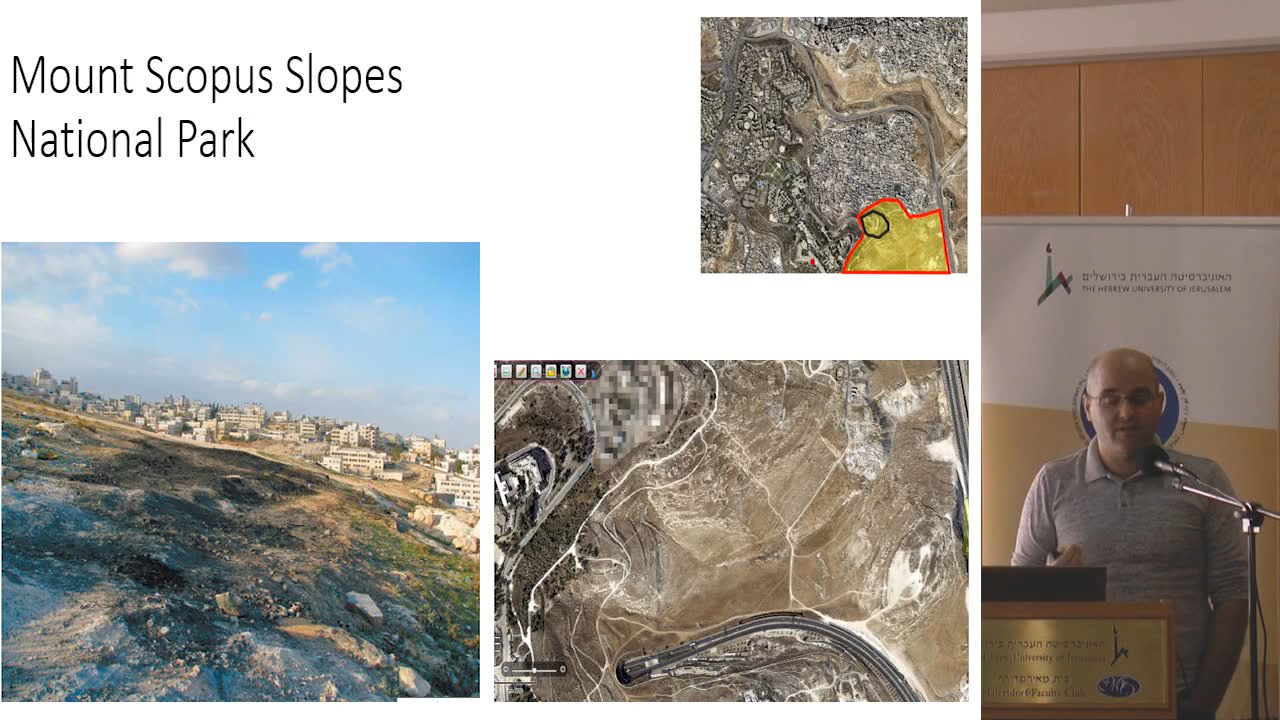 Mount Scopus Slopes
National Park
האוניברסיטה העברית בירושלים
THE HEBREW UNIVERSITY OF JERUSALEM
האוניברסיטה העברית
Hebrew University of Jerusalem
בית מאירסדורף
Maiersdorf Faculty Club